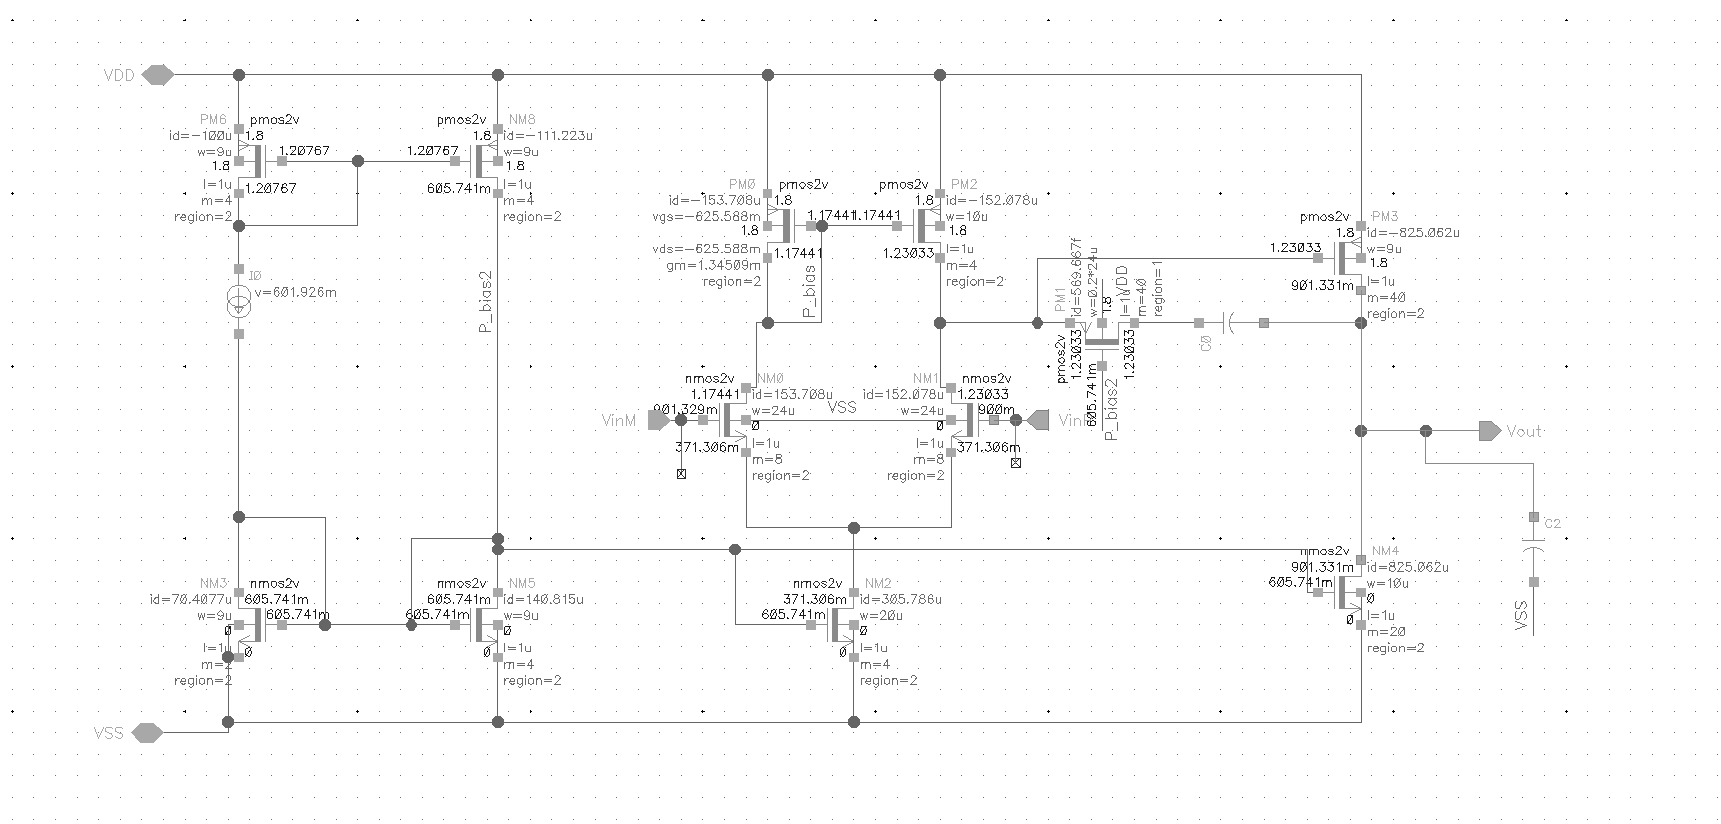 VDD
PM6
pmos2v
id=-100u
1.8
w=9u
1.20767
1.8
l=1u
1.20767
m=4
region=2
pmos2v
NM8
1.8
id=-111.223u
1.20767
w=9u
1.8
605.741m
l=1u
m=4
region=2
I0
v=601.926m
P_bias2
PM0
pmos2v
id=-153.708u
1.8
vgs=-625.588m
1.17441
1.8
vds=-625.588m
1.17441
gm=1.34509m
region=2
P_bias
pmos2v
PM2
1.8
id=-152.078u
1.17441
w=10u
1.8
1.23033
l=1u
m=4
region=2
pmos2v
PM3
1.8
id=-825.062u
1.23033
w=9u
1.8
901.331m
l=1u
m=40
region=2
PM1
id=569.667f
w=0.2*24u
1.8
l=1u
VDD
m=40
region=1
pmos2v
1.23033
1.23033
605.741m
P_bias2
C0
nmos2v
NM0
1.17441
id=153.708u
901.329m
w=24u
VSS
0
371.306m
l=1u
m=8
region=2
VinM
NM1
nmos2v
id=152.078u
1.23033
w=24u
900m
0
371.306m
l=1u
m=8
region=2
Vout
C2
VSS
NM3
nmos2v
id=70.4077u
605.741m
w=9u
605.741m
0
l=1u
0
m=2
region=2
nmos2v
NM5
605.741m
id=140.815u
605.741m
w=9u
0
0
l=1u
m=4
region=2
nmos2v
NM2
371.306m
id=305.786u
605.741m
w=20u
0
0
l=1u
m=4
region=2
nmos2v
NM4
901.331m
id=825.062u
605.741m
w=10u
0
0
l=1u
m=20
region=2
VSS